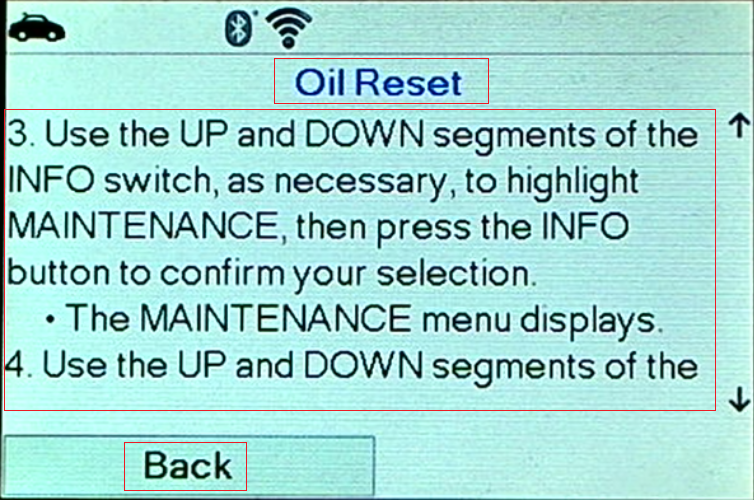 Oil Reset
3. Use the UP and DOWN segments of the
INFO switch, as necessary, to highlight
MAINTENANCE, then press the INFO
button to confirm your selection.
• The MAINTENANCE menu displays.
4. Use the UP and DOWN segments of the
Back